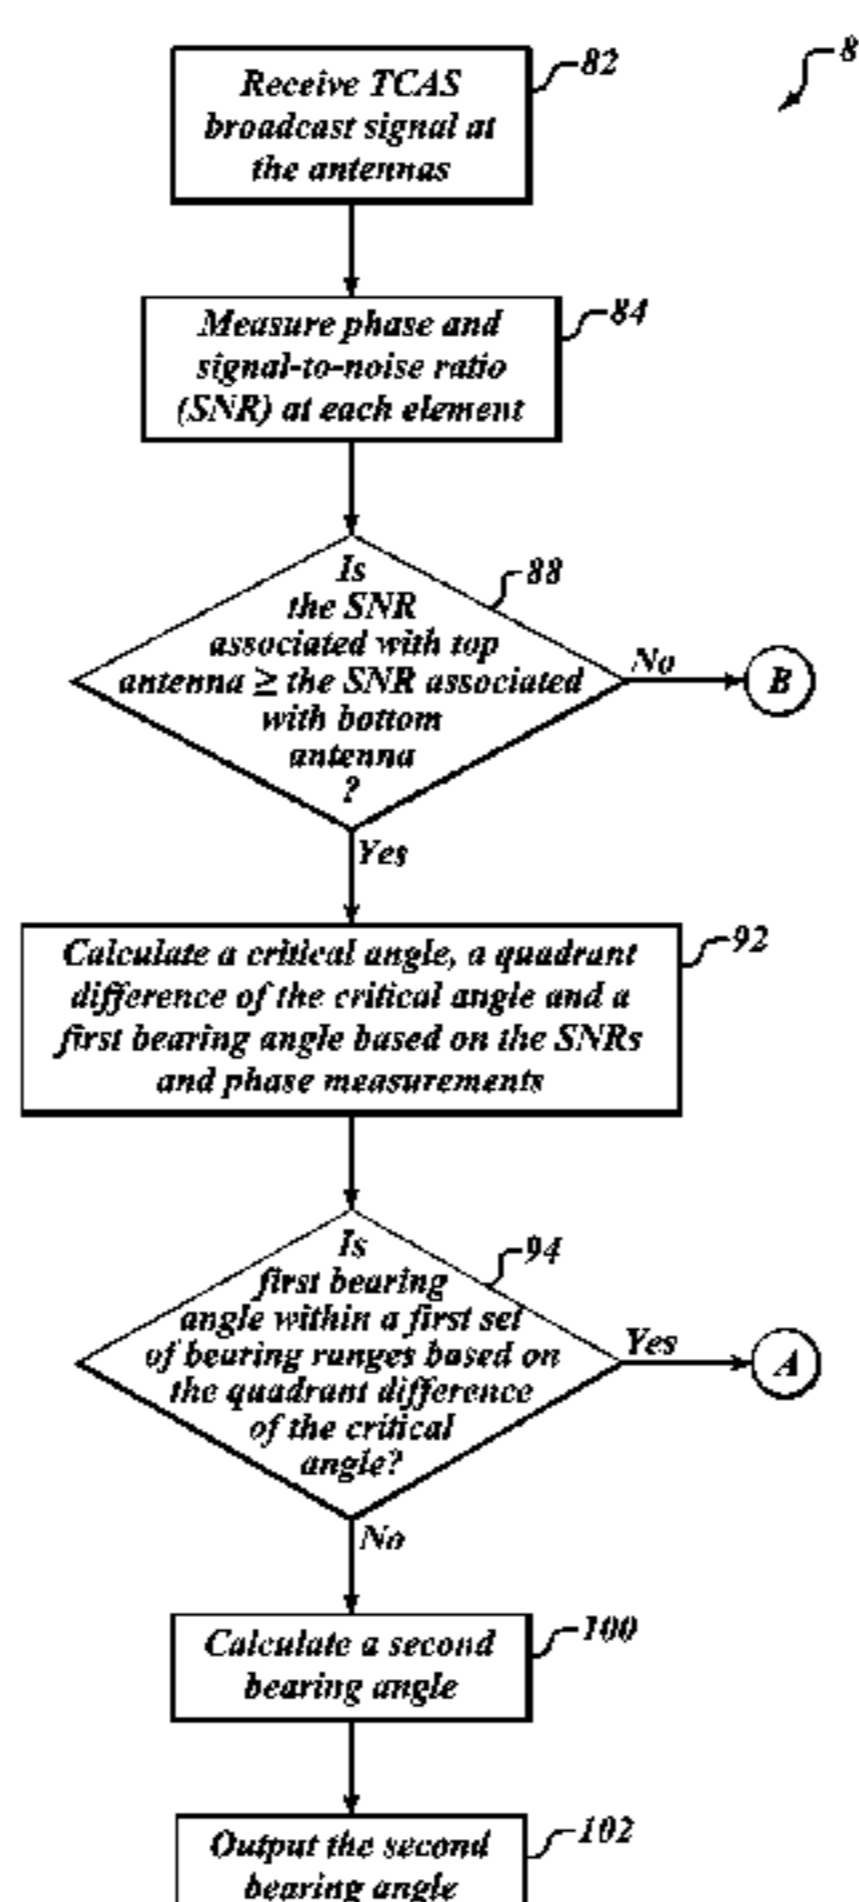 8
82
Receive TCAS
broadcast signal at
the antennas
84
Measure phase and
signal-to-noise ratio
(SNR) at each element
88
Is
the SNR
associated with top
antenna ≥ the SNR associated
with bottom
antenna
?
No
B
Yes
92
Calculate a critical angle, a quadrant
difference of the critical angle and a
first bearing angle based on the SNRs
and phase measurements
94
Is
first bearing
angle within a first set
of bearing ranges based on
the quadrant difference
of the critical
angle?
Yes
A
No
100
Calculate a second
bearing angle
102
Output the second
bearing angle